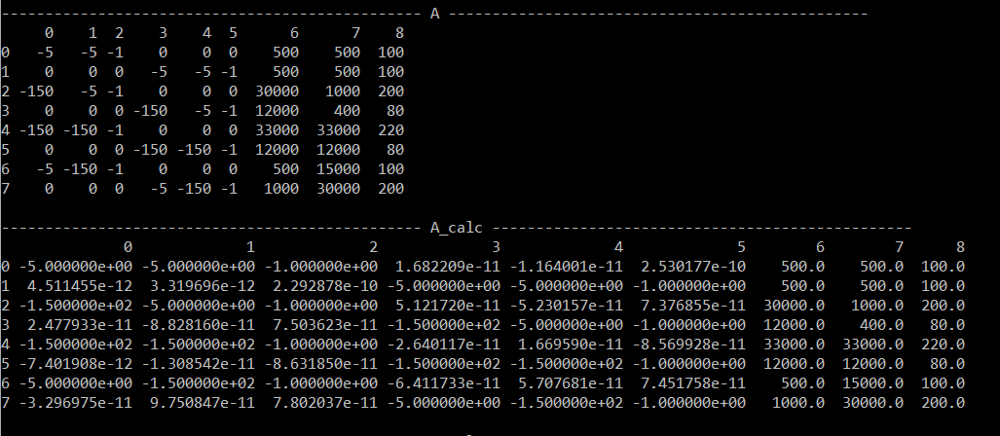 ------------------------------------------------ A ---------------------------------------------
     0    1  2    3    4  5      6      7    8
0   -5   -5 -1    0    0  0    500    500  100
1    0    0  0   -5   -5 -1    500    500  100
2 -150   -5 -1    0    0  0  30000   1000  200
3    0    0  0 -150   -5 -1  12000    400   80
4 -150 -150 -1    0    0  0  33000  33000  220
5    0    0  0 -150 -150 -1  12000  12000   80
6   -5 -150 -1    0    0  0    500  15000  100
7    0    0  0   -5 -150 -1   1000  30000  200
------------------------------------------------ A_calc ------------------------------------------------
              0             1             2             3             4             5        6        7      8
0 -5.000000e+00 -5.000000e+00 -1.000000e+00  1.682209e-11 -1.164001e-11  2.530177e-10    500.0    500.0  100.0
1  4.511455e-12  3.319696e-12  2.292878e-10 -5.000000e+00 -5.000000e+00 -1.000000e+00    500.0    500.0  100.0
2 -1.500000e+02 -5.000000e+00 -1.000000e+00  5.121720e-11 -5.230157e-11  7.376855e-11  30000.0   1000.0  200.0
3  2.477933e-11 -8.828160e-11  7.503623e-11 -1.500000e+02 -5.000000e+00 -1.000000e+00  12000.0    400.0   80.0
4 -1.500000e+02 -1.500000e+02 -1.000000e+00 -2.640117e-11  1.669590e-11 -8.569928e-11  33000.0  33000.0  220.0
5 -7.401908e-12 -1.308542e-11 -8.631850e-11 -1.500000e+02 -1.500000e+02 -1.000000e+00  12000.0  12000.0   80.0
6 -5.000000e+00 -1.500000e+02 -1.000000e+00 -6.411733e-11  5.707681e-11  7.451758e-11    500.0  15000.0  100.0
7 -3.296975e-11  9.750847e-11  7.802037e-11 -5.000000e+00 -1.500000e+02 -1.000000e+00   1000.0  30000.0  200.0